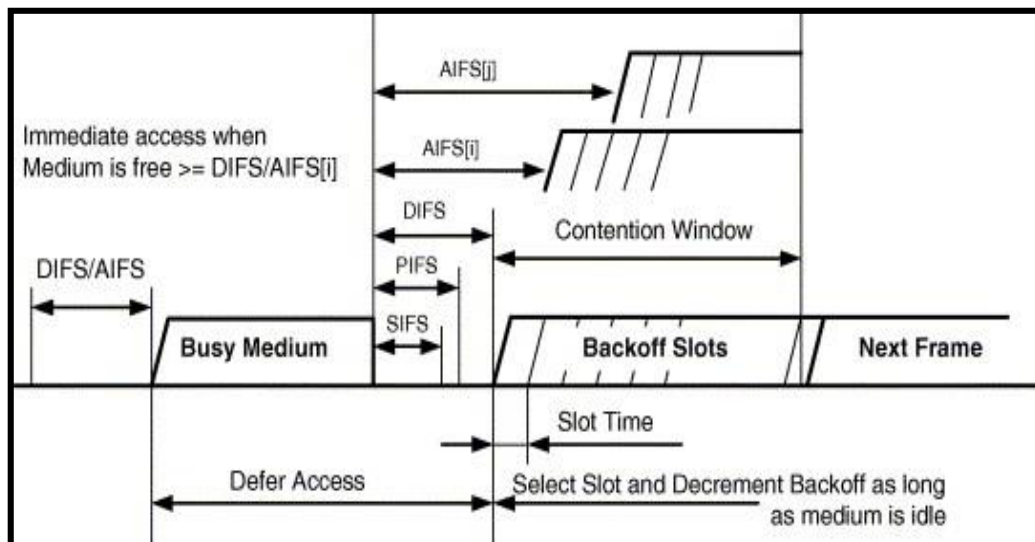 AIFS[j]
Immediate access when
Medium is free >= DIFS/AIFS[i]
AIFS[i]
DIFS
Contention Window
DIFS/AIFS
PIFS
SIFS
Busy Medium
Backoff Slots
Next Frame
Slot Time
Defer Access
Select Slot and Decrement Backoff as long
as medium is idle